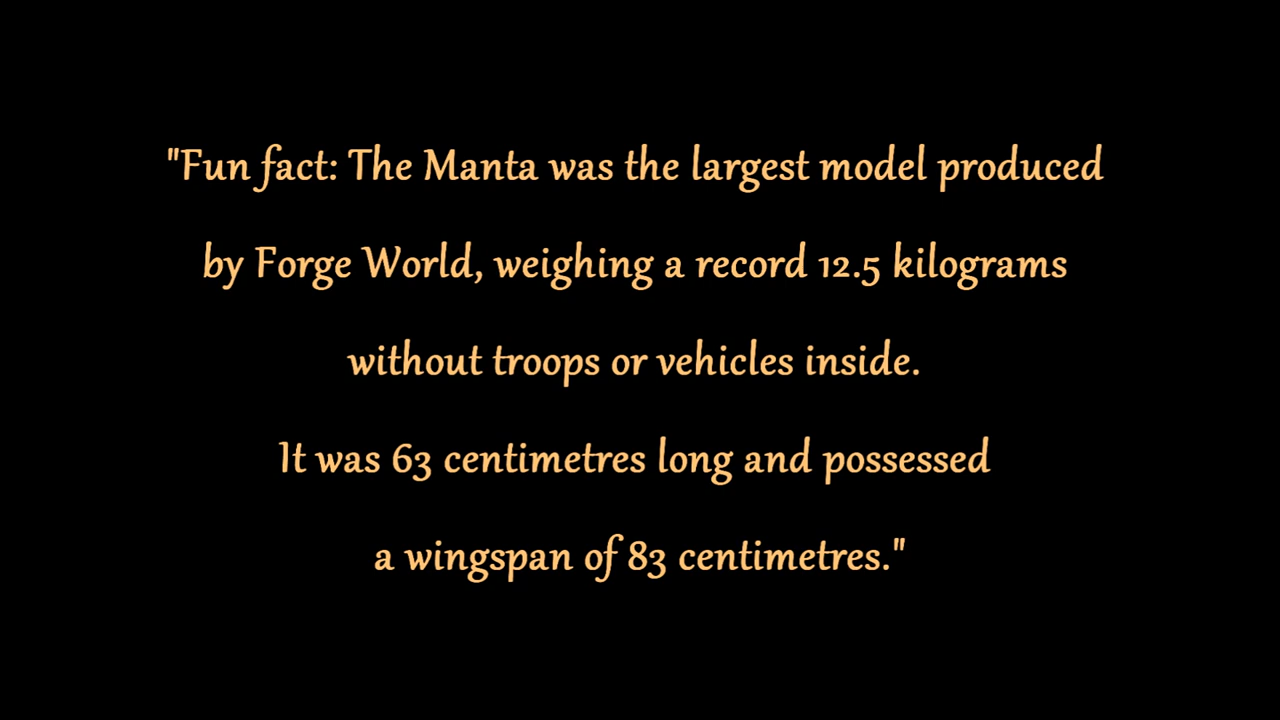 "Fun fact: The Manta was the largest model produced
by Forge World, weighing a record 12.5 kilograms
without troops or vehicles inside.
It was 63 centimetres long and possessed
a wingspan of 83 centimetres."